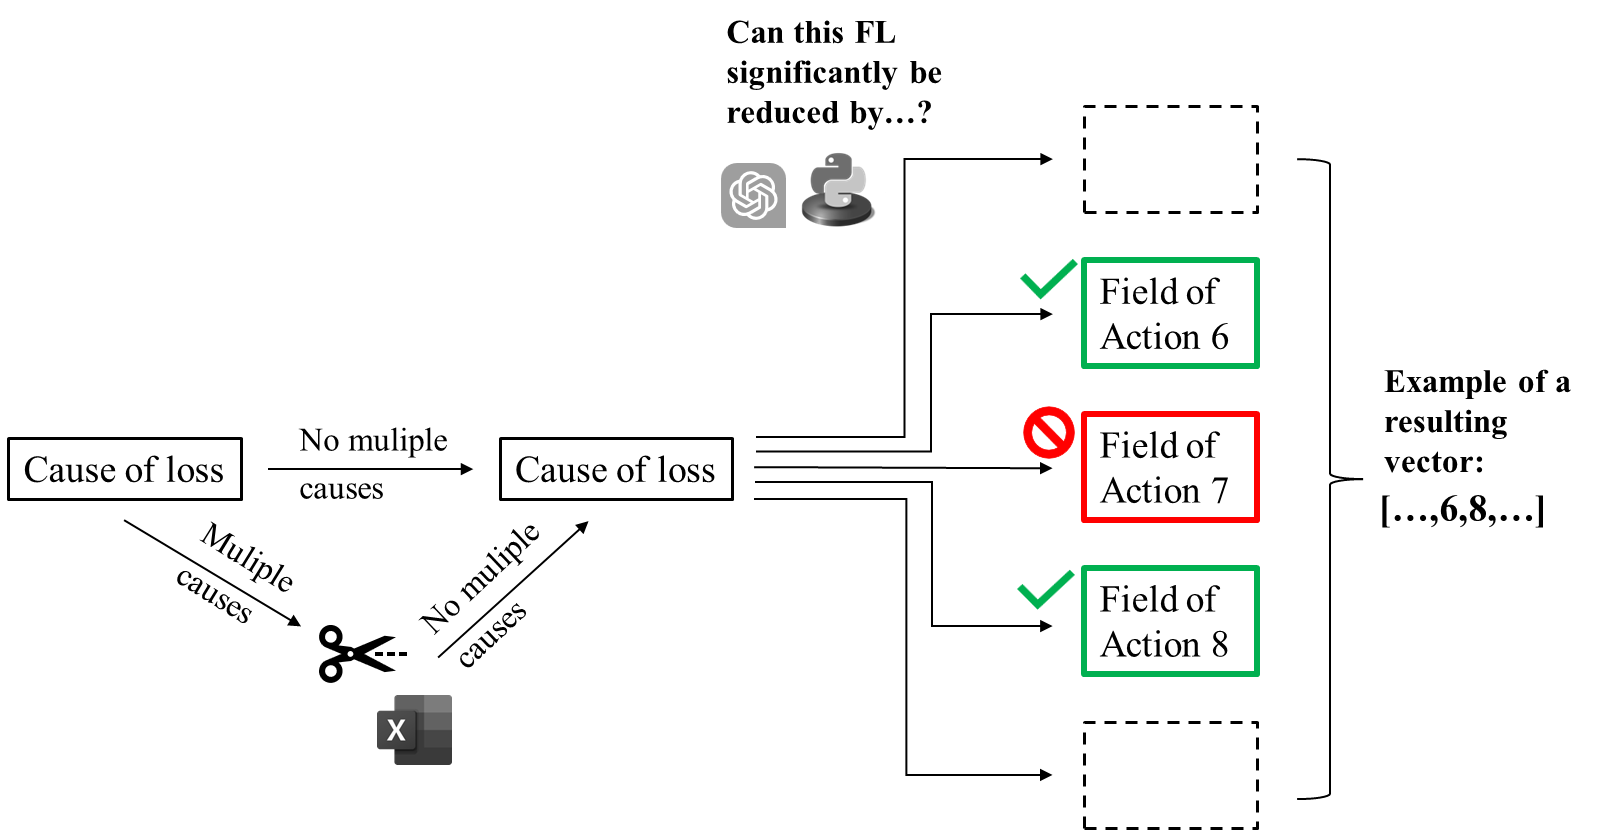 Can this FL
significantly be
reduced by…?
Field of
Action 6
Example of a
resulting
vector:
[…,6,8,…]
Cause of loss
No muliple
causes
Cause of loss
Field of
Action 7
Muliple
causes
No muliple
causes
Field of
Action 8
X